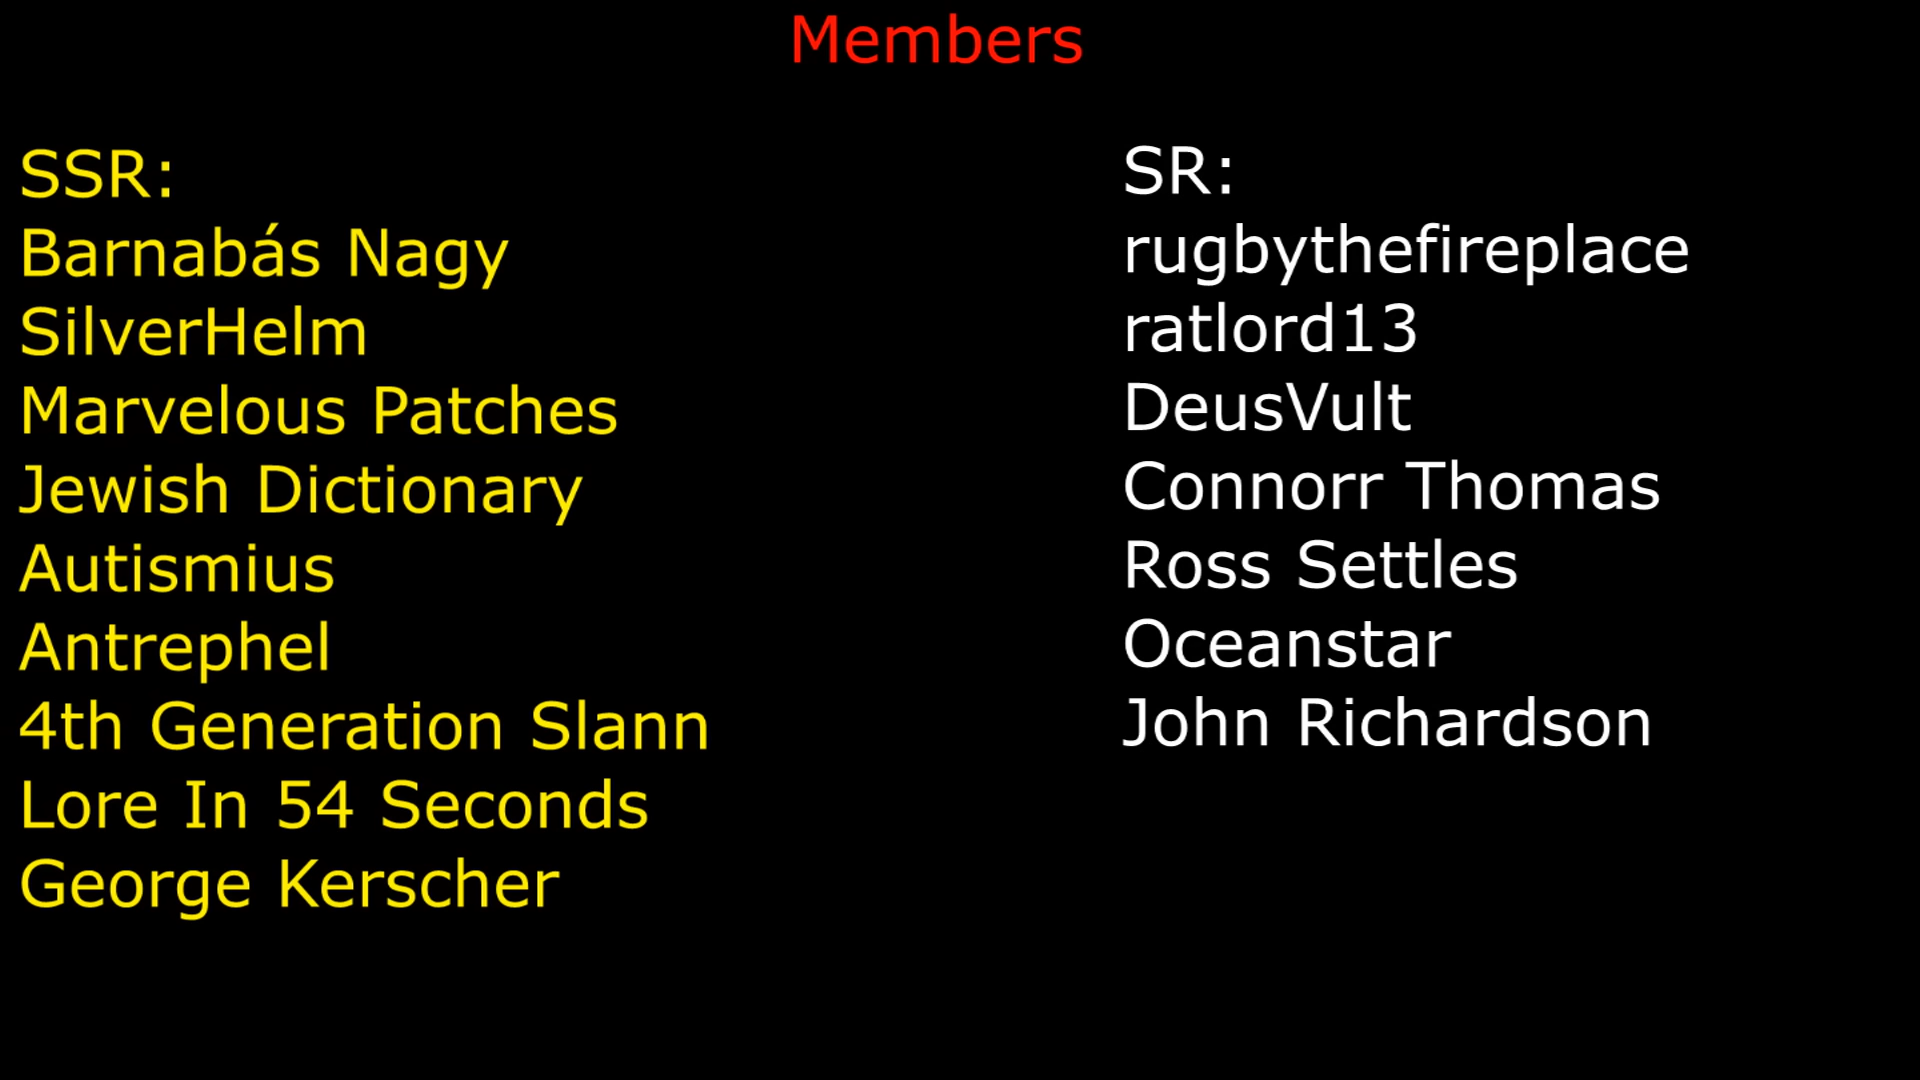 Members
SSR:
Barnabás Nagy
SilverHelm
Marvelous Patches
Jewish Dictionary
Autismius
Antrephel
4th Generation Slann
Lore In 54 Seconds
George Kerscher
SR:
rugbythefireplace
ratlord13
DeusVult
Connorr Thomas
Ross Settles
Oceanstar
John Richardson